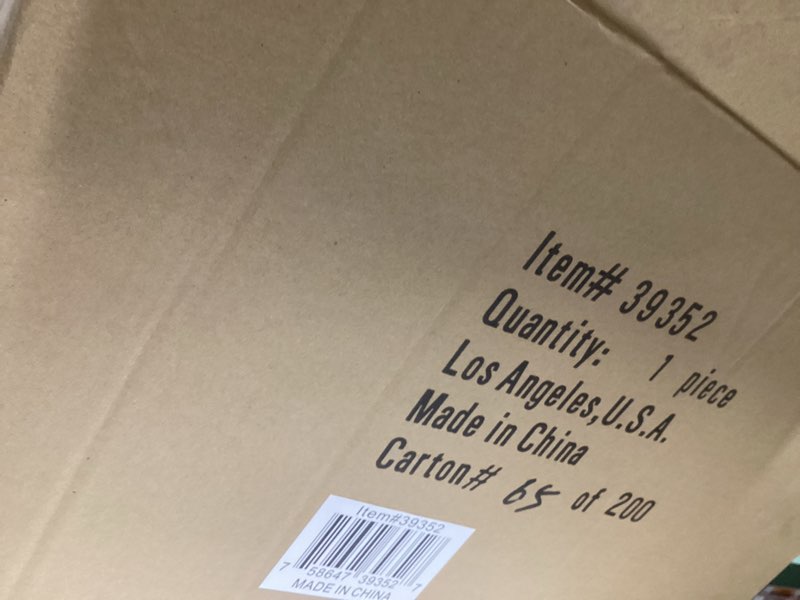 Item# 39352
Quantity: 1 piece
Los Angeles,U.S.A.
Made in China
Carton# 65 of 200
Item#39352
7 58647 39352 7
MADE IN CHINA